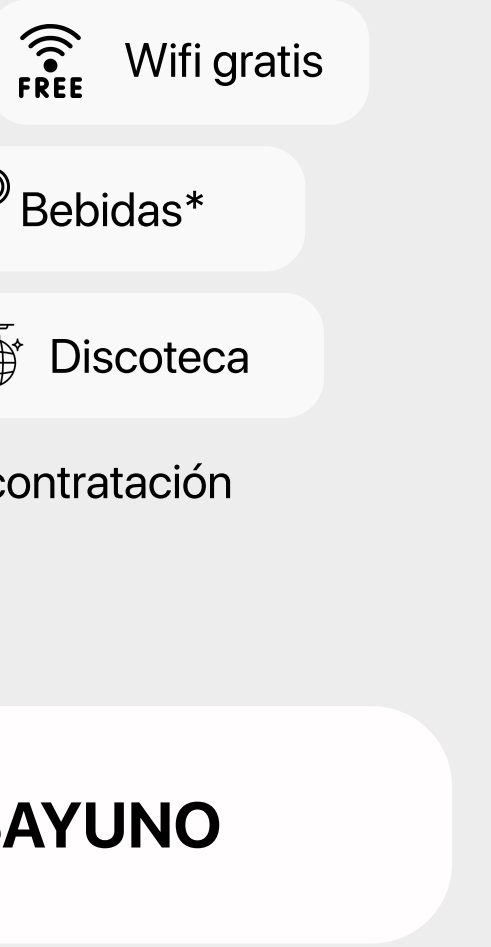 FREE
Wifi gratis
Bebidas*
Discoteca
contratación
AYUNO